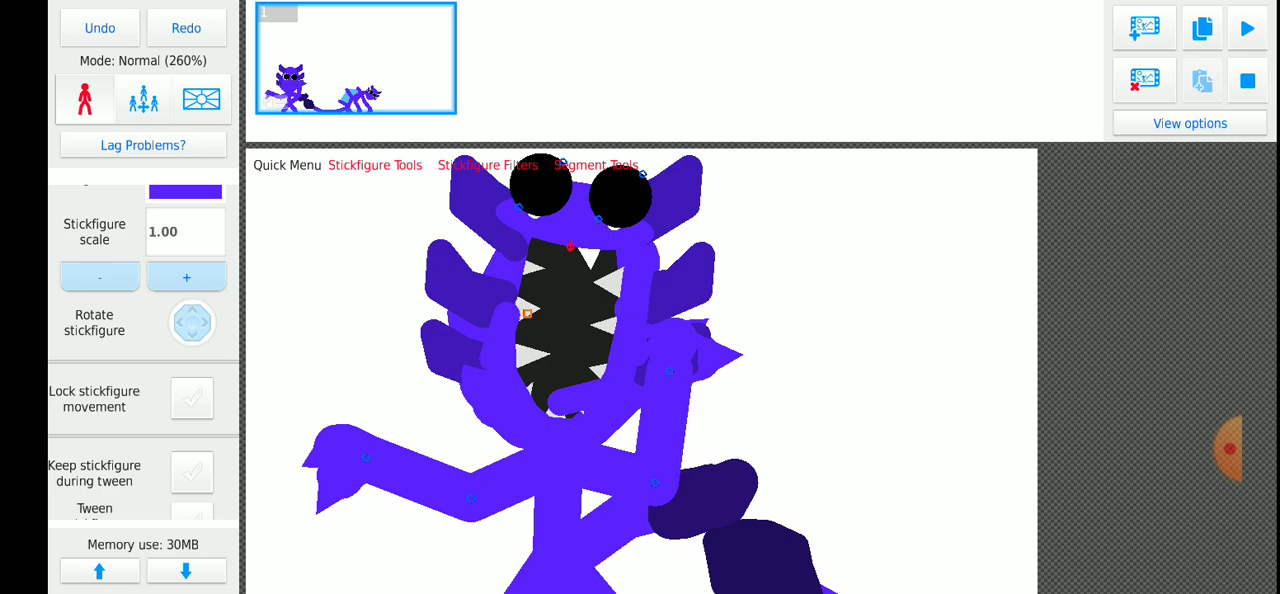 Undo
Redo
Mode: Normal (260%)
Lag Problems?
Stickfigure
scale
1.00
-
+
Rotate
stickfigure
Lock stickfigure
movement
Keep stickfigure
during tween
Tween
Memory use: 30MB
1
View options
Quick Menu Stickfigure Tools Stickfigure Filters Segment Tools